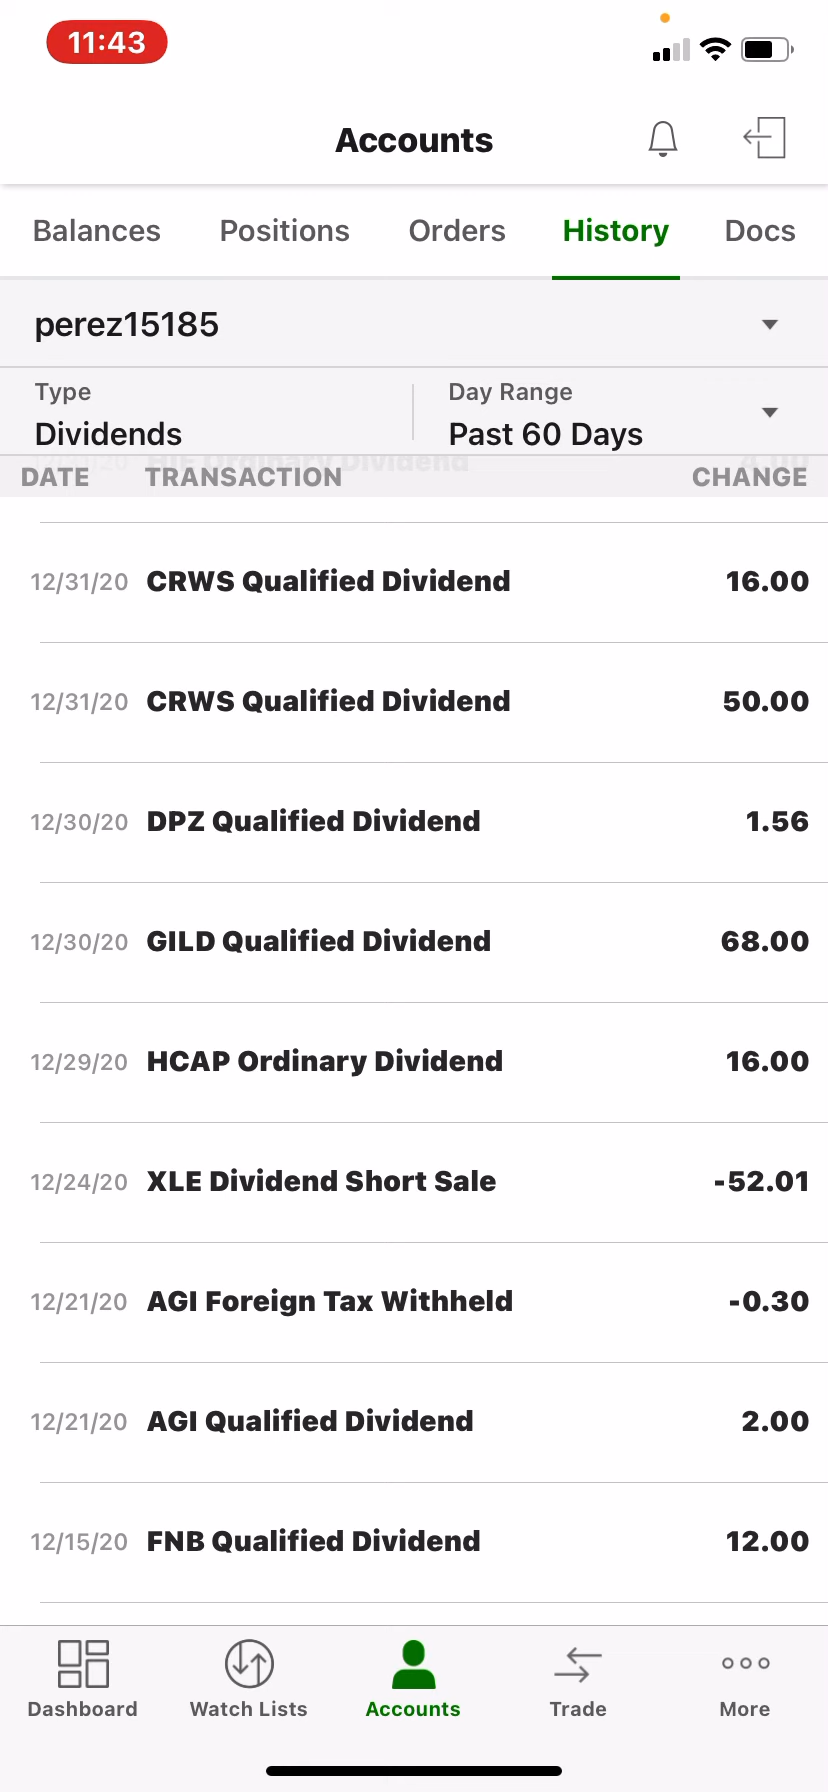 11:43
Accounts
Balances Positions Orders History Docs
perez15185
Type Day Range
Dividends Past 60 Days
DATE TRANSACTION CHANGE
12/31/20 CRWS Qualified Dividend 16.00
12/31/20 CRWS Qualified Dividend 50.00
12/30/20 DPZ Qualified Dividend 1.56
12/30/20 GILD Qualified Dividend 68.00
12/29/20 HCAP Ordinary Dividend 16.00
12/24/20 XLE Dividend Short Sale -52.01
12/21/20 AGI Foreign Tax Withheld -0.30
12/21/20 AGI Qualified Dividend 2.00
12/15/20 FNB Qualified Dividend 12.00
Dashboard Watch Lists Accounts Trade More